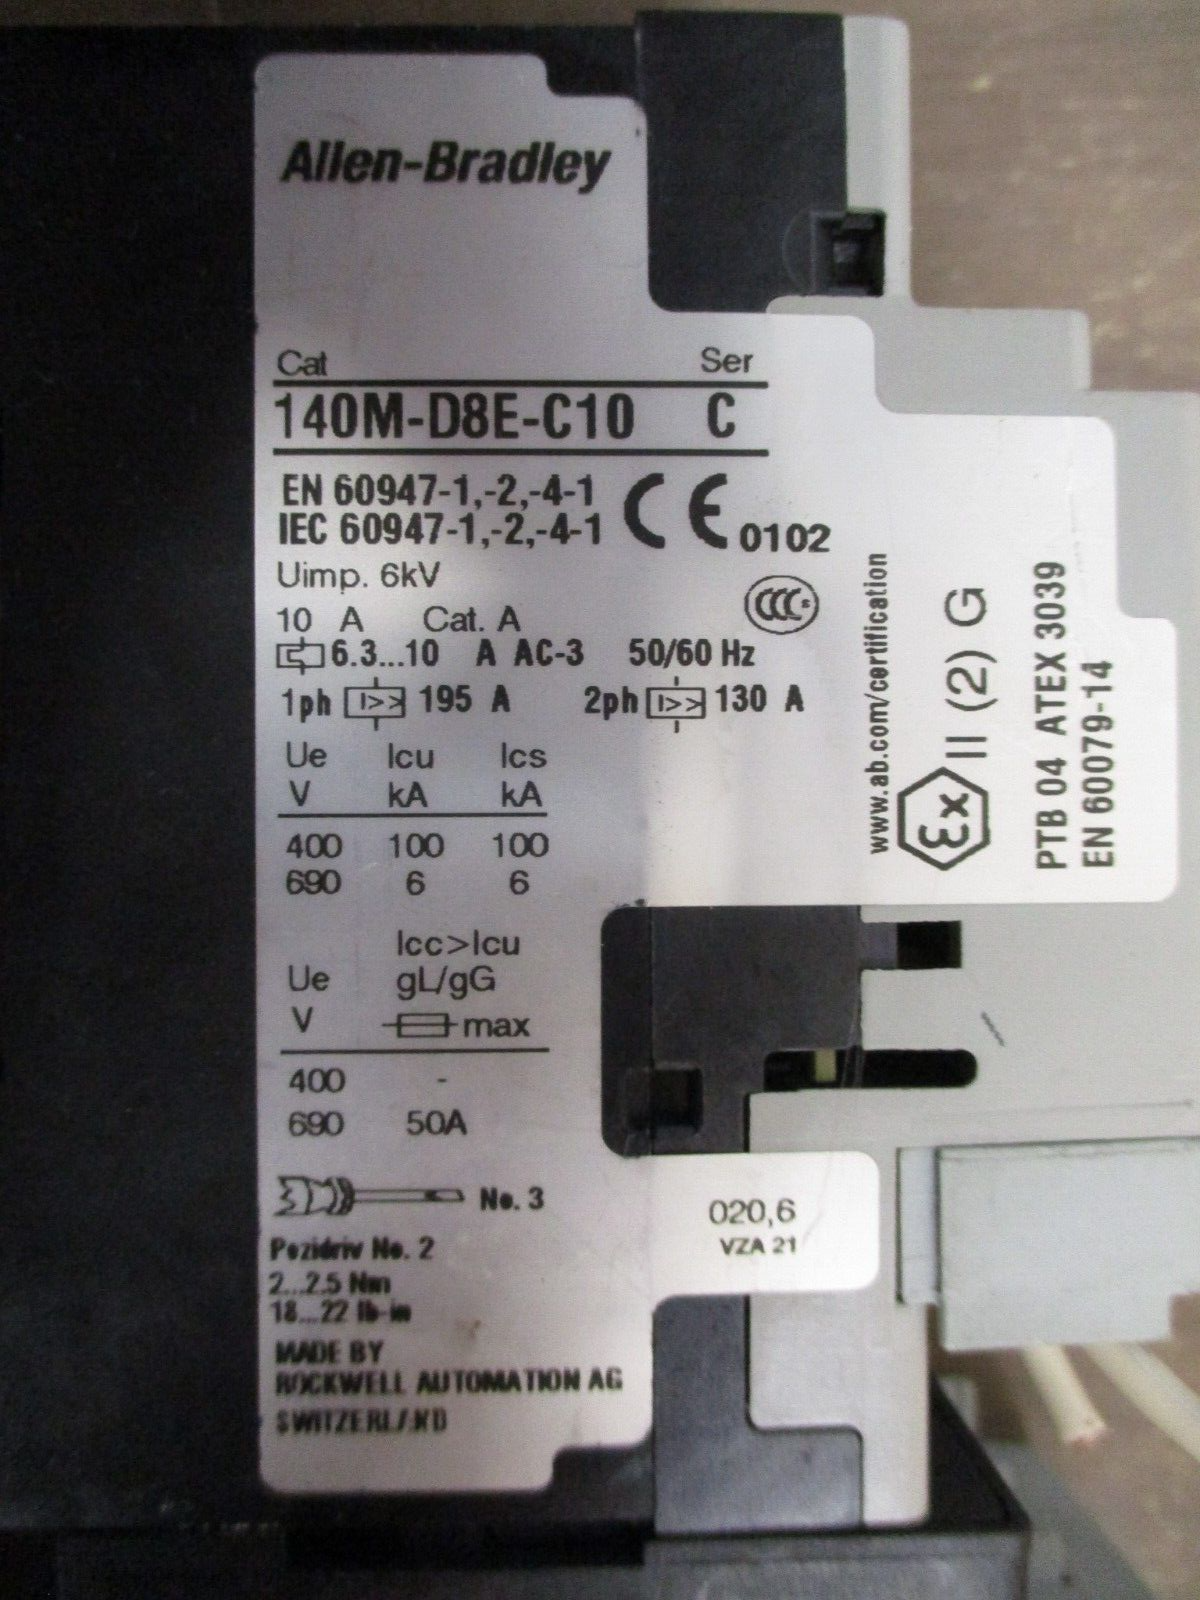 Allen-Bradley
Cat Ser
140M-D8E-C10 C
EN 60947-1,-2,-4-1
IEC 60947-1,-2,-4-1
CE 0102
Uimp. 6kV
10 A Cat. A
CCC S
6.3...10 A AC-3 50/60 Hz
1ph I>> 195 A 2ph I>> 130 A
Ue Icu Ics
V kA kA
400 100 100
690 6 6
Icc>Icu
Ue gL/gG
V max
400 -
690 50A
No. 3
Pozidriv No. 2
2...2.5 Nm
18...22 lb-in
MADE BY
ROCKWELL AUTOMATION AG
SWITZERLAND
www.ab.com/certification
Ex II (2) G
PTB 04 ATEX 3039
EN 60079-14
020,6
VZA 21